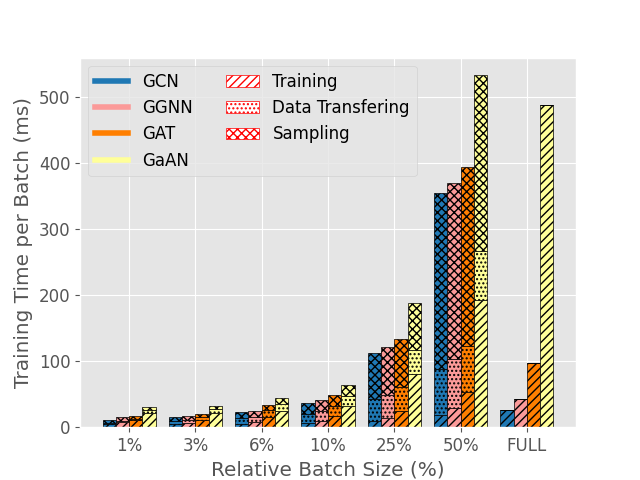 GCN
GGNN
GAT
GaAN
Training
Data Transfering
Sampling
Training Time per Batch (ms)
500
400
300
200
100
0
1% 3% 6% 10% 25% 50% FULL
Relative Batch Size (%)